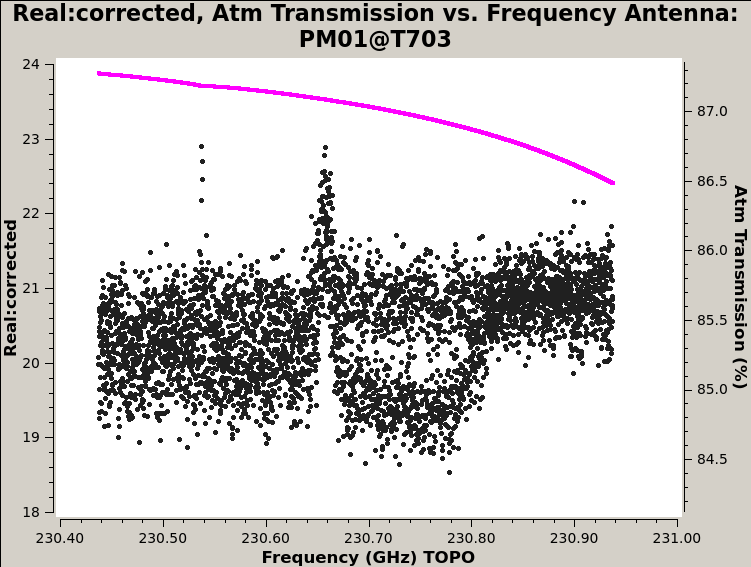 Real:corrected, Atm Transmission vs. Frequency Antenna:
PM01@T703
24
23
22
21
20
19
18
Real:corrected
87.0
86.5
86.0
85.5
85.0
84.5
Atm Transmission (%)
230.40 230.50 230.60 230.70 230.80 230.90 231.00
Frequency (GHz) TOPO